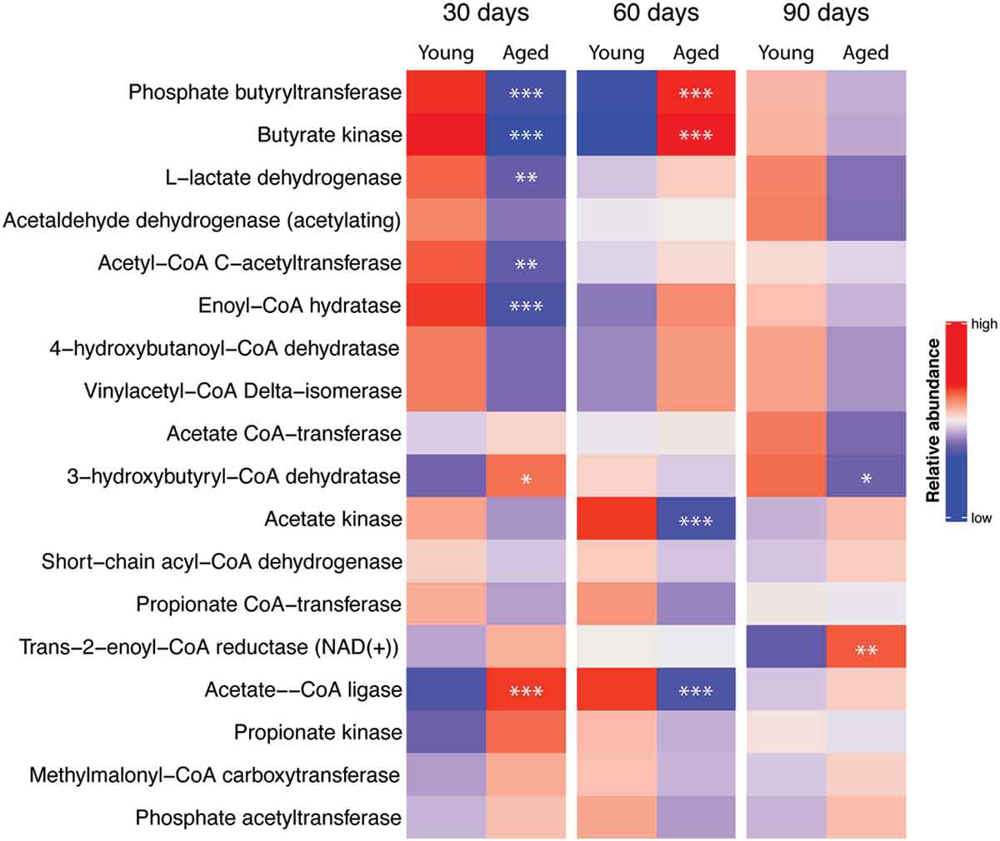 30 days 60 days 90 days
Young Aged Young Aged Young Aged
Phosphate butyryltransferase *** ***
Butyrate kinase *** ***
L−lactate dehydrogenase **
Acetaldehyde dehydrogenase (acetylating)
Acetyl−CoA C−acetyltransferase **
Enoyl−CoA hydratase ***
4−hydroxybutanoyl−CoA dehydratase
Vinylacetyl−CoA Delta−isomerase
Acetate CoA−transferase
3−hydroxybutyryl−CoA dehydratase * *
Acetate kinase ***
Short−chain acyl−CoA dehydrogenase
Propionate CoA−transferase
Trans−2−enoyl−CoA reductase (NAD(+)) **
Acetate−−CoA ligase *** ***
Propionate kinase
Methylmalonyl−CoA carboxytransferase
Phosphate acetyltransferase
high
Relative abundance
low